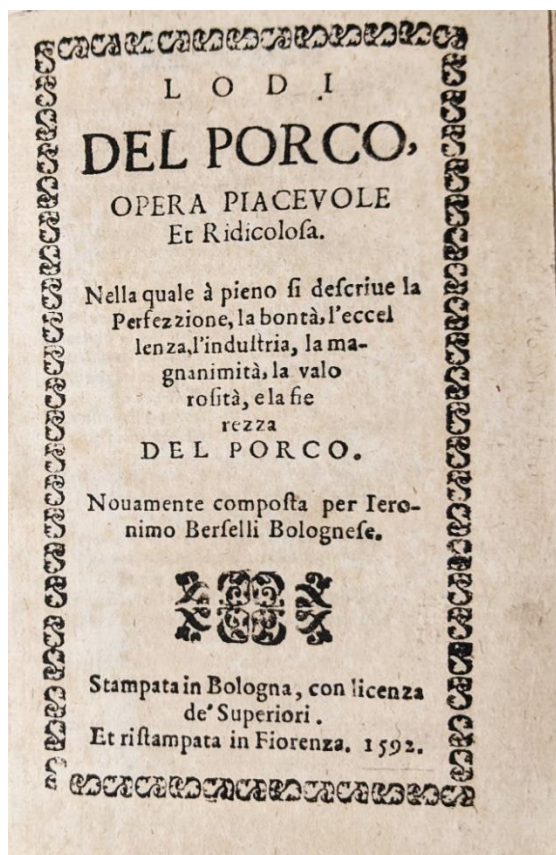 L O D I
DEL PORCO,
OPERA PIACEVOLE
Et Ridicoloſa.
Nella quale à pieno ſi deſcriue la
Perfezzione, la bontà, l'eccel
lenza, l'induſtria, la ma-
gnanimità, la valo
roſità, e la fie
rezza
DEL PORCO.
Nouamente compoſta per Iero-
nimo Berſelli Bologneſe.
Stampata in Bologna, con licenza
de' Superiori.
Et riſtampata in Fiorenza. 1592.